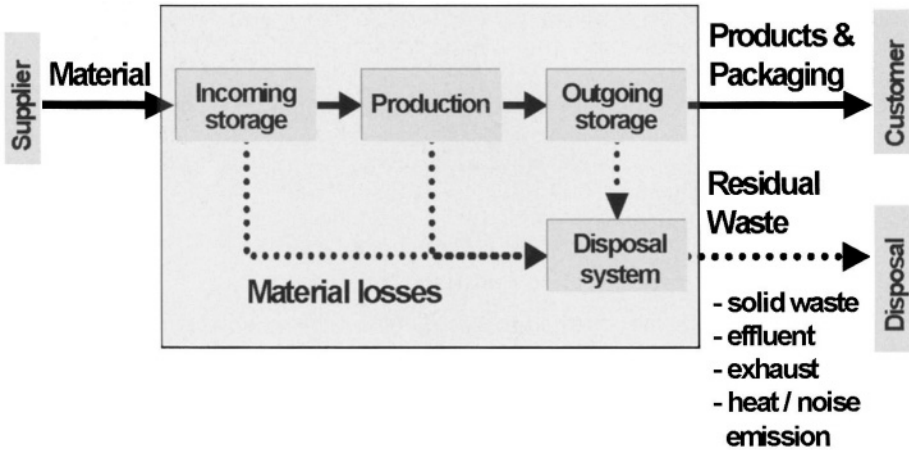 Supplier
Material
Incoming
storage
Production
Outgoing
storage
Products &
Packaging
Customer
Material losses
Disposal
system
Residual
Waste
- solid waste
- effluent
- exhaust
- heat / noise
emission
Disposal